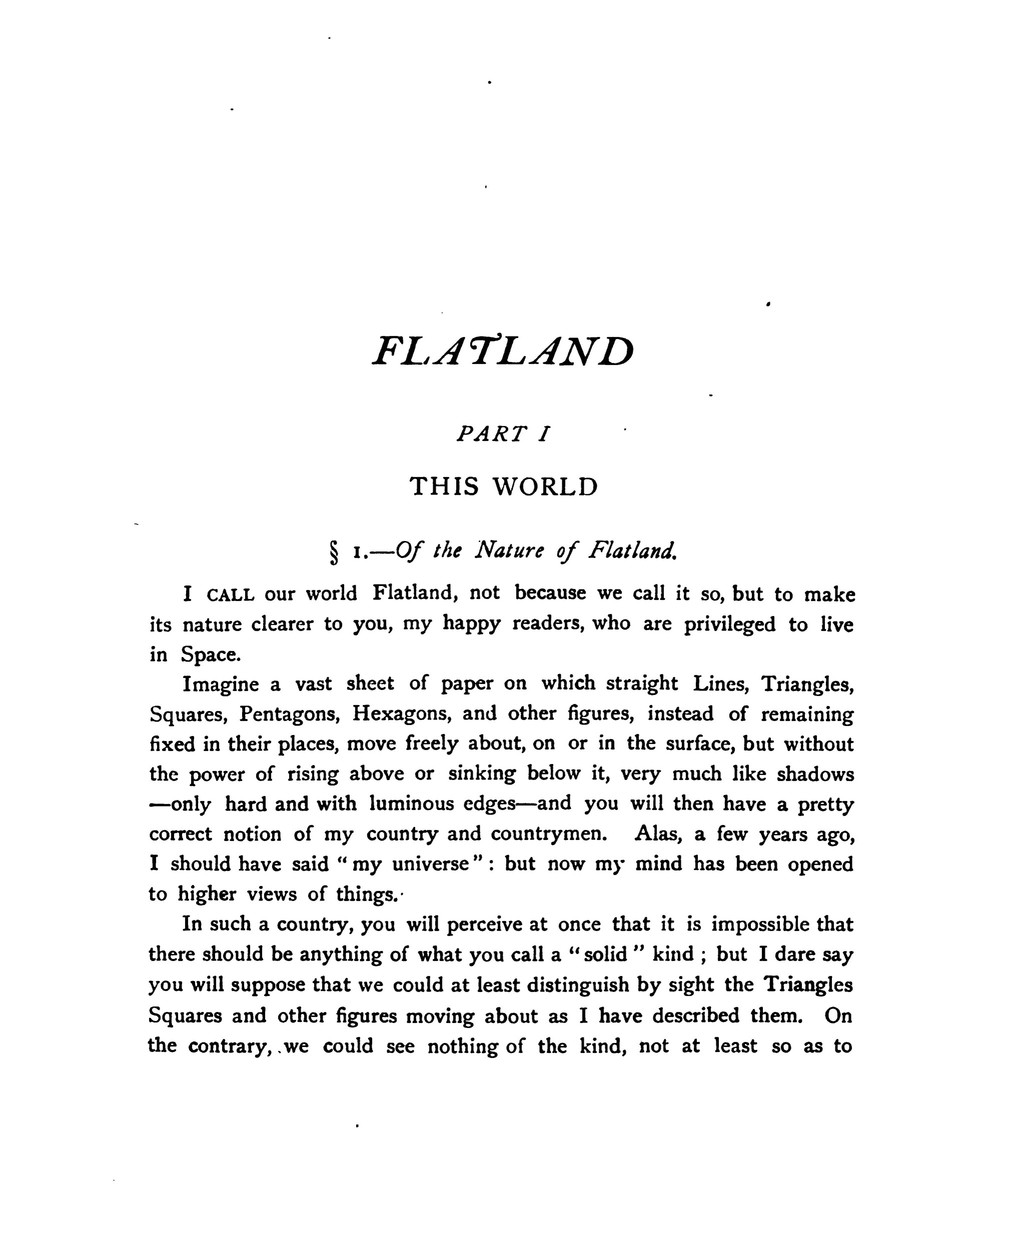 FLATLAND
PART I
THIS WORLD
§ 1.—Of the Nature of Flatland.
I CALL our world Flatland, not because we call it so, but to make
its nature clearer to you, my happy readers, who are privileged to live
in Space.
Imagine a vast sheet of paper on which straight Lines, Triangles,
Squares, Pentagons, Hexagons, and other figures, instead of remaining
fixed in their places, move freely about, on or in the surface, but without
the power of rising above or sinking below it, very much like shadows
—only hard and with luminous edges—and you will then have a pretty
correct notion of my country and countrymen. Alas, a few years ago,
I should have said "my universe": but now my mind has been opened
to higher views of things.
In such a country, you will perceive at once that it is impossible that
there should be anything of what you call a "solid" kind; but I dare say
you will suppose that we could at least distinguish by sight the Triangles
Squares and other figures moving about as I have described them. On
the contrary, we could see nothing of the kind, not at least so as to